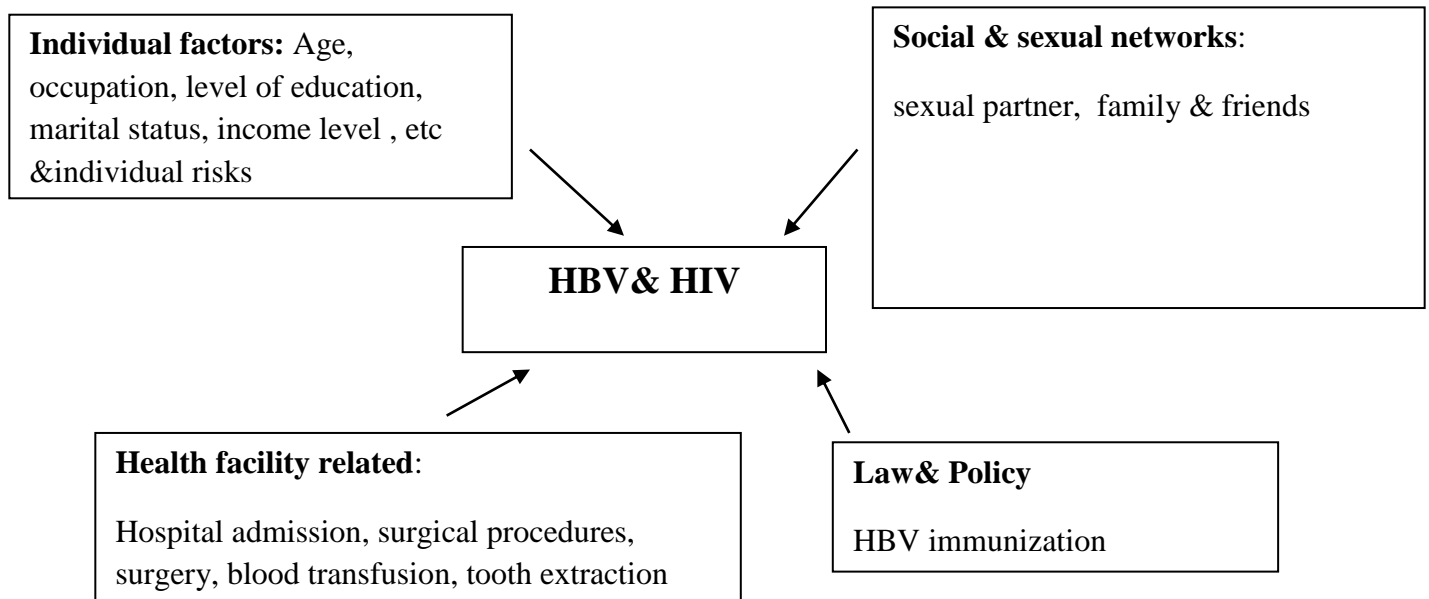 Individual factors: Age,
occupation, level of education,
marital status, income level , etc
&individual risks
Social & sexual networks:
sexual partner, family & friends
HBV& HIV
Health facility related:
Hospital admission, surgical procedures,
surgery, blood transfusion, tooth extraction
Law& Policy
HBV immunization